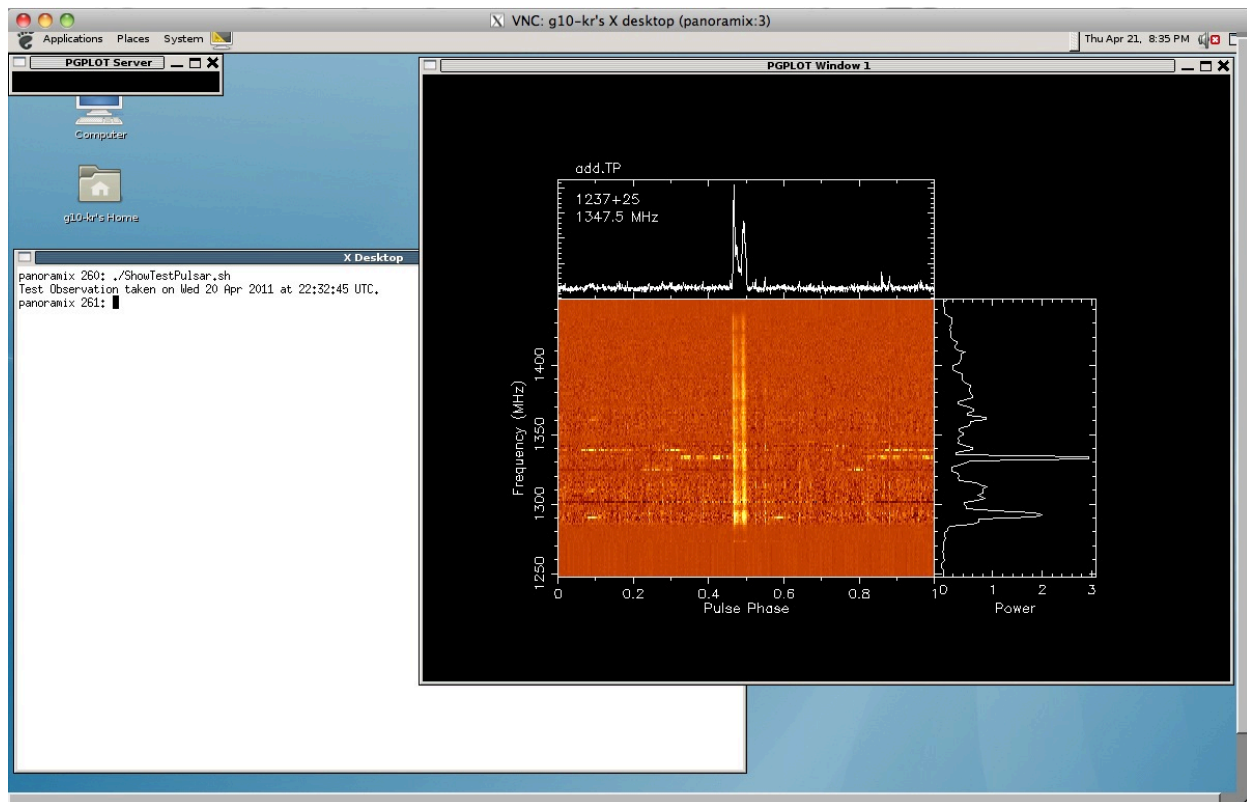 VNC: g10-kr's X desktop (panoramix:3)
Applications Places System
Thu Apr 21, 8:35 PM
PGPLOT Server
PGPLOT Window 1
Computer
g10-kr's Home
X Desktop
panoramix 260: ./ShowTestPulsar.sh
Test Observation taken on Wed 20 Apr 2011 at 22:32:45 UTC.
panoramix 261:
add.TP
1237+25
1347.5 MHz
Frequency (MHz)
1400
1350
1300
1250
0 0.2 0.4 0.6 0.8 1
Pulse Phase
0 1 2 3
Power